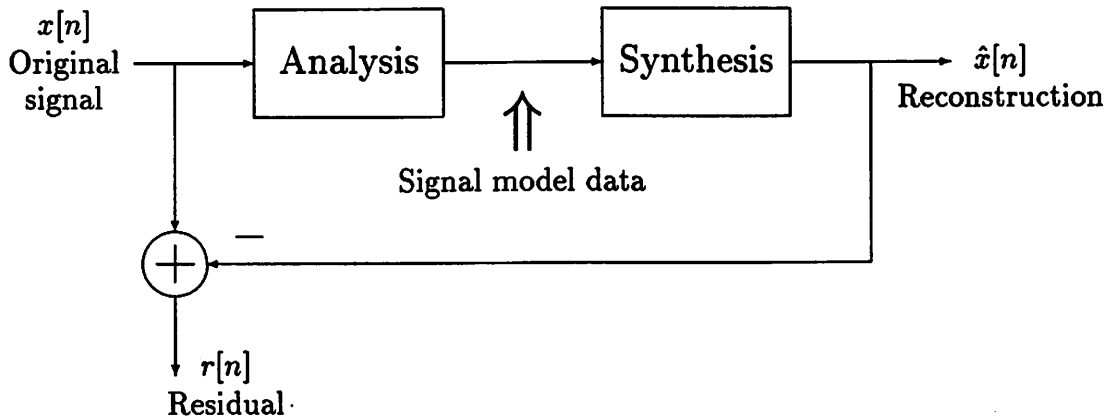 x[n]
Original
signal
Analysis
Synthesis
x̂[n]
Reconstruction
Signal model data
−
+
r[n]
Residual